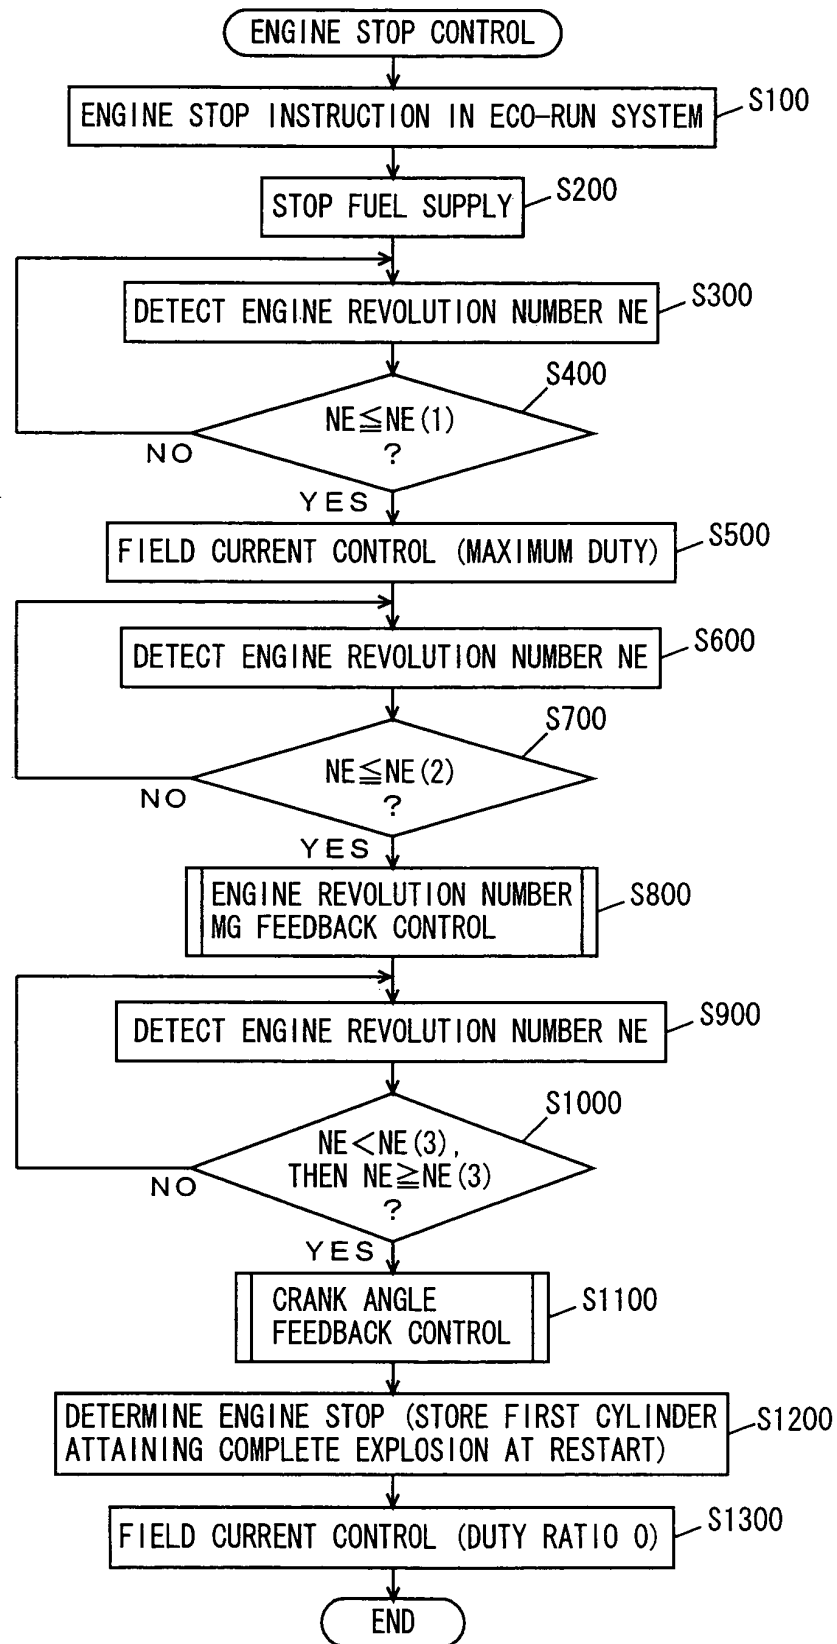 ENGINE STOP CONTROL
ENGINE STOP INSTRUCTION IN ECO-RUN SYSTEM
S100
STOP FUEL SUPPLY
S200
DETECT ENGINE REVOLUTION NUMBER NE
S300
S400
NE≦NE(1)
?
NO
YES
FIELD CURRENT CONTROL (MAXIMUM DUTY)
S500
DETECT ENGINE REVOLUTION NUMBER NE
S600
S700
NE≦NE(2)
?
NO
YES
ENGINE REVOLUTION NUMBER
MG FEEDBACK CONTROL
S800
DETECT ENGINE REVOLUTION NUMBER NE
S900
S1000
NE<NE(3),
THEN NE≧NE(3)
?
NO
YES
CRANK ANGLE
FEEDBACK CONTROL
S1100
DETERMINE ENGINE STOP (STORE FIRST CYLINDER
ATTAINING COMPLETE EXPLOSION AT RESTART)
S1200
FIELD CURRENT CONTROL (DUTY RATIO 0)
S1300
END